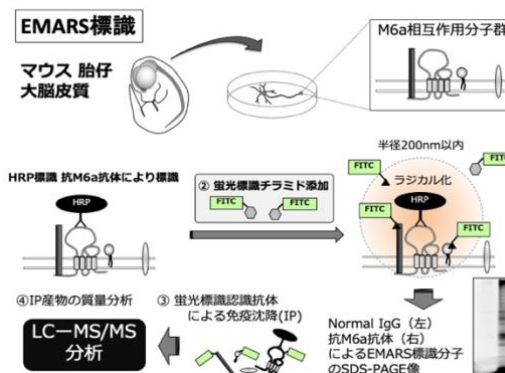 EMARS標識
マウス 胎仔
大脳皮質
M6a相互作用分子群
HRP標識 抗M6a抗体により標識
HRP
② 蛍光標識チラミド添加
FITC
FITC
半径200nm以内
FITC
FITC
ラジカル化
HRP
FITC
FITC
④IP産物の質量分析
LCーMS/MS
分析
③ 蛍光標識認識抗体
による免疫沈降(IP)
Normal IgG（左）
抗M6a抗体（右）
によるEMARS標識分子
のSDS-PAGE像